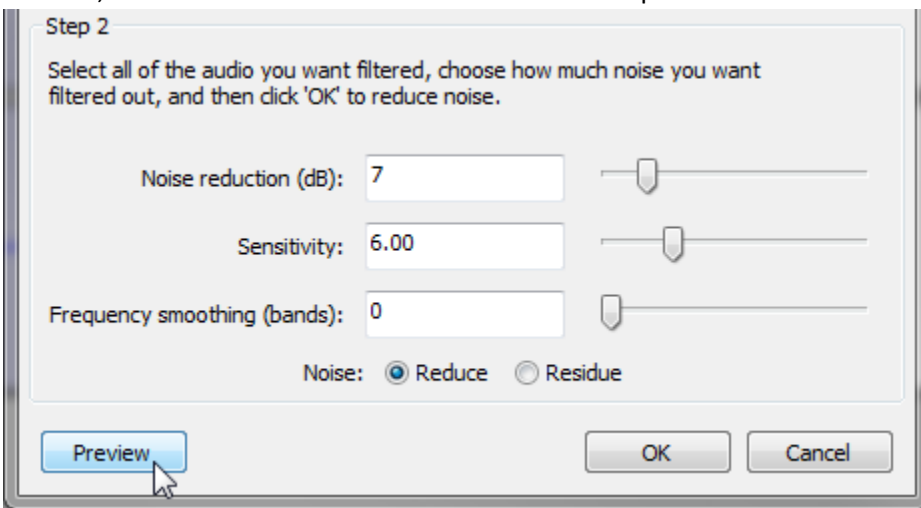 Step 2
Select all of the audio you want filtered, choose how much noise you want
filtered out, and then click 'OK' to reduce noise.
Noise reduction (dB): 7
Sensitivity: 6.00
Frequency smoothing (bands): 0
Noise: Reduce Residue
Preview OK Cancel